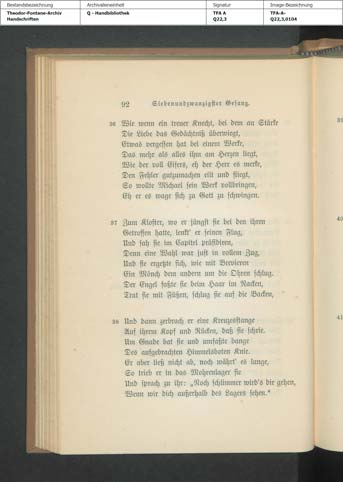 Bestandsbezeichnung Archivalieneinheit Signatur Image-Bezeichnung
Theodor-Fontane-Archiv Q - Handbibliothek TFA A TFA-A-
Handschriften Q22,3 Q22,3,0104
92 Siebenundzwanzigster Gesang.
36 Wie wenn ein treuer Knecht, bei dem an Stärke
Die Liebe das Gedächtniß überwiegt,
Etwas vergessen hat bei einem Werke,
Das mehr als alles ihm am Herzen liegt,
Wie der voll Eifers, eh der Herr es merke,
Den Fehler gutzumachen eilt und fliegt,
So wollte Michael sein Werk vollbringen,
Eh er es wage sich zu Gott zu schwingen.
37 Zum Kloster, wo er jüngst sie bei den ihren
Getroffen hatte, lenkt' er seinen Flug,
Und sah sie im Capitel präsidiren,
Denn eine Wahl war just in vollem Zug,
Und sie ergetzte sich, wie mit Brevieren
Ein Mönch dem andern um die Ohren schlug.
Der Engel faßte sie beim Haar im Nacken,
Trat sie mit Füßen, schlug sie auf die Backen,
38 Und dann zerbrach er eine Kreuzesstange
Auf ihrem Kopf und Rücken, daß sie schrie.
Um Gnade bat sie und umfaßte bange
Des aufgebrachten Himmelsboten Knie.
Er aber ließ nicht ab, noch währt' es lange,
So trieb er in das Mohrenlager sie
Und sprach zu ihr: „Noch schlimmer wird's dir gehen,
Wenn wir dich außerhalb des Lagers sehen."
39
40
41